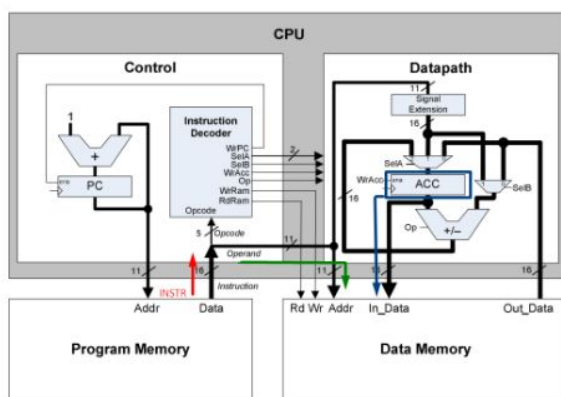 CPU
Control
Datapath
1
+
PC
Instruction
Decoder
WrPC
SelA
SelB
WrAcc
Op
WrRam
RdRam
Opcode
2
5
Opcode
Operand
11
11
16
INSTR
Instruction
11
Signal
Extension
16
SelA
WrAcc
ACC
SelB
16
Op
+/−
11
16
Addr
Data
Rd Wr Addr
In_Data
Out_Data
Program Memory
Data Memory